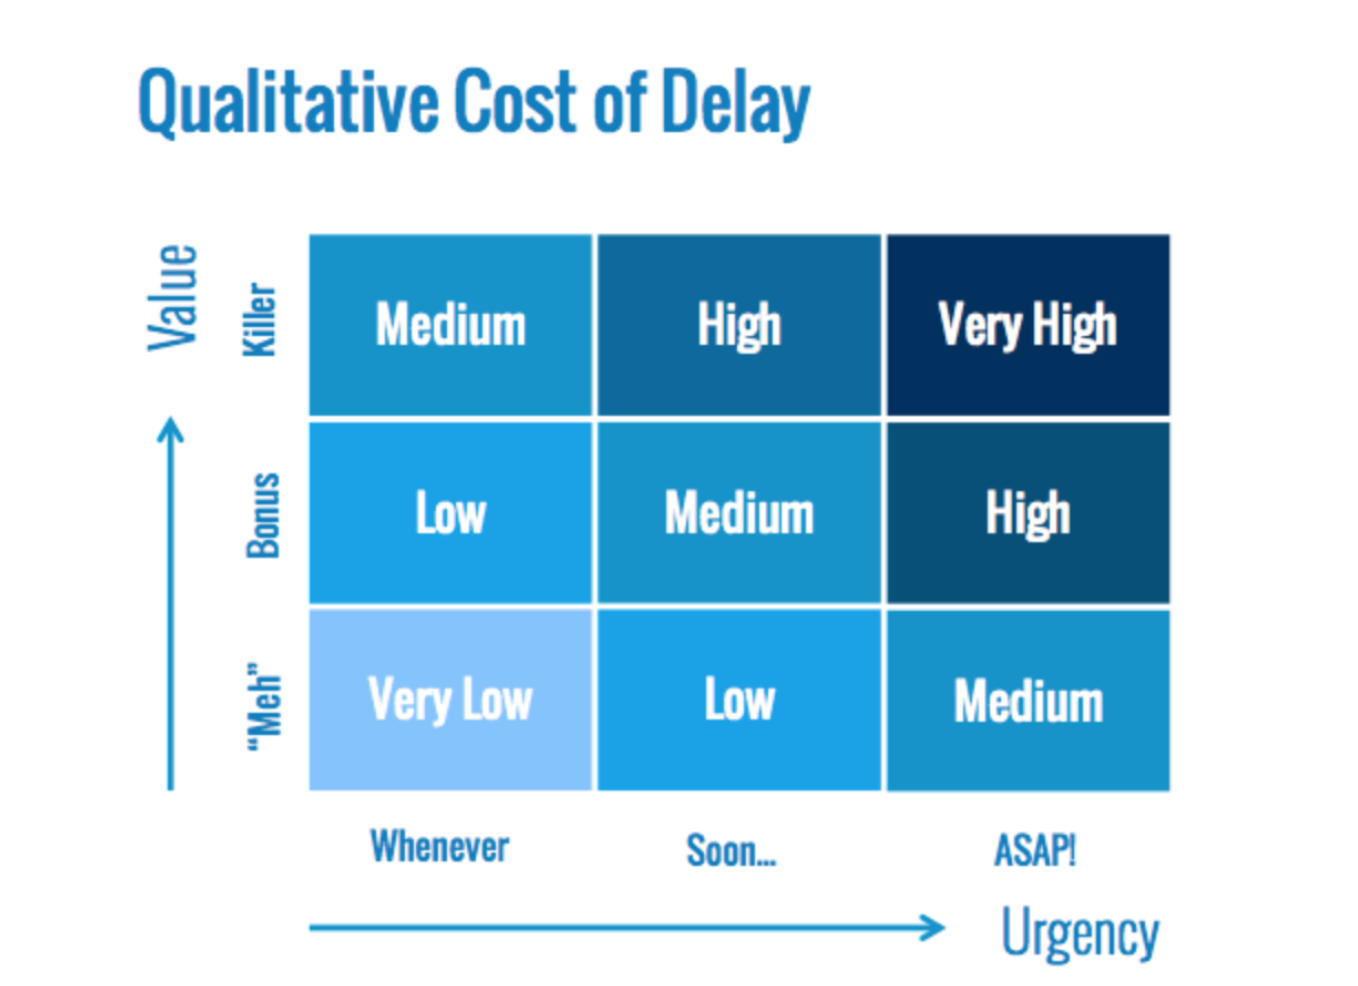 Qualitative Cost of Delay
Value
Killer
Medium
High
Very High
Bonus
Low
Medium
High
“Meh”
Very Low
Low
Medium
Whenever
Soon...
ASAP!
Urgency